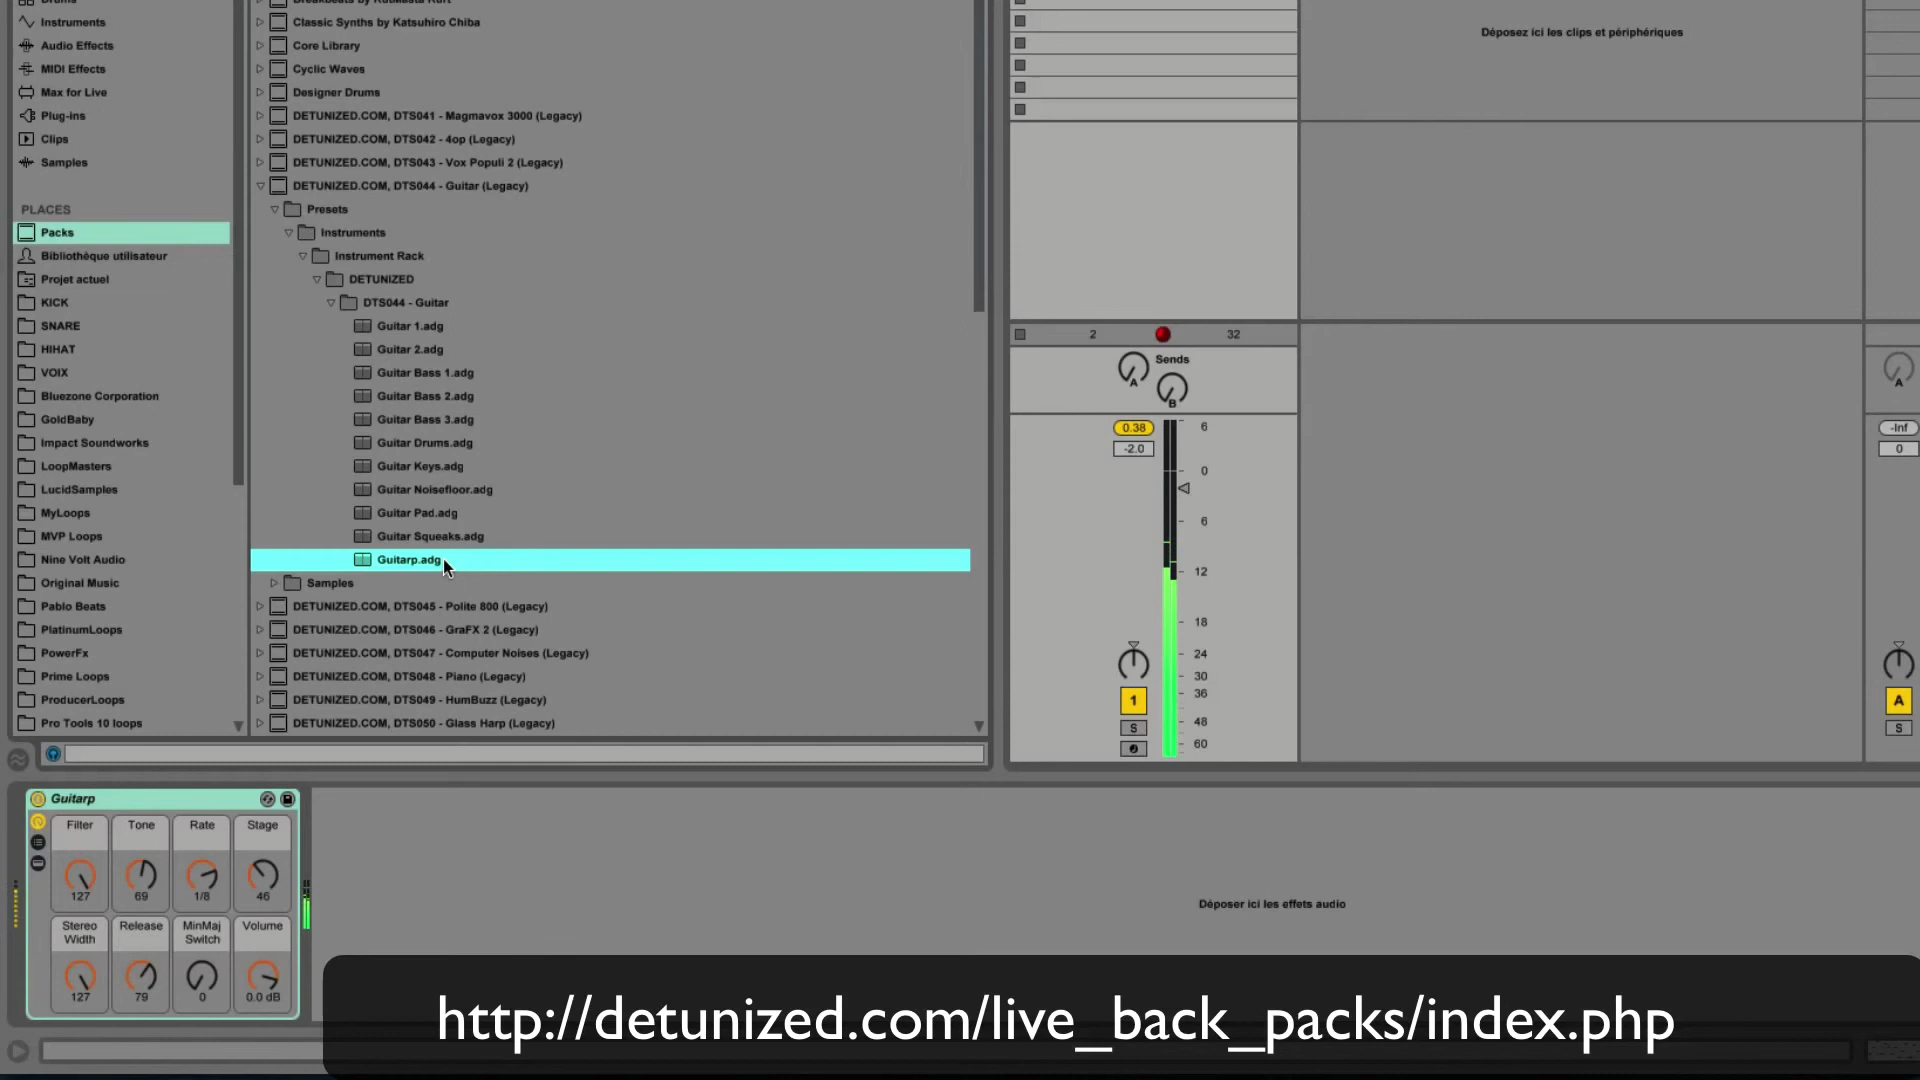 Instruments
Audio Effects
MIDI Effects
Max for Live
Plug-ins
Clips
Samples
PLACES
Packs
Bibliothèque utilisateur
Projet actuel
KICK
SNARE
HIHAT
VOIX
Bluezone Corporation
GoldBaby
Impact Soundworks
LoopMasters
LucidSamples
MyLoops
MVP Loops
Nine Volt Audio
Original Music
Pablo Beats
PlatinumLoops
PowerFx
Prime Loops
ProducerLoops
Pro Tools 10 loops
Classic Synths by Katsuhiro Chiba
Core Library
Cyclic Waves
Designer Drums
DETUNIZED.COM, DTS041 - Magmavox 3000 (Legacy)
DETUNIZED.COM, DTS042 - 4op (Legacy)
DETUNIZED.COM, DTS043 - Vox Populi 2 (Legacy)
DETUNIZED.COM, DTS044 - Guitar (Legacy)
Presets
Instruments
Instrument Rack
DETUNIZED
DTS044 - Guitar
Guitar 1.adg
Guitar 2.adg
Guitar Bass 1.adg
Guitar Bass 2.adg
Guitar Bass 3.adg
Guitar Drums.adg
Guitar Keys.adg
Guitar Noisefloor.adg
Guitar Pad.adg
Guitar Squeaks.adg
Guitarp.adg
Samples
DETUNIZED.COM, DTS045 - Polite 800 (Legacy)
DETUNIZED.COM, DTS046 - GraFX 2 (Legacy)
DETUNIZED.COM, DTS047 - Computer Noises (Legacy)
DETUNIZED.COM, DTS048 - Piano (Legacy)
DETUNIZED.COM, DTS049 - HumBuzz (Legacy)
DETUNIZED.COM, DTS050 - Glass Harp (Legacy)
Déposez ici les clips et périphériques
2 32
Sends
A
B
0.38
-2.0
6
0
6
12
18
24
30
36
48
60
1
S
A
-Inf
0
A
S
Guitarp
Filter Tone Rate Stage
127 69 1/8 46
Stereo Width Release MinMaj Switch Volume
127 79 0 0.0 dB
Déposer ici les effets audio
http://detunized.com/live_back_packs/index.php